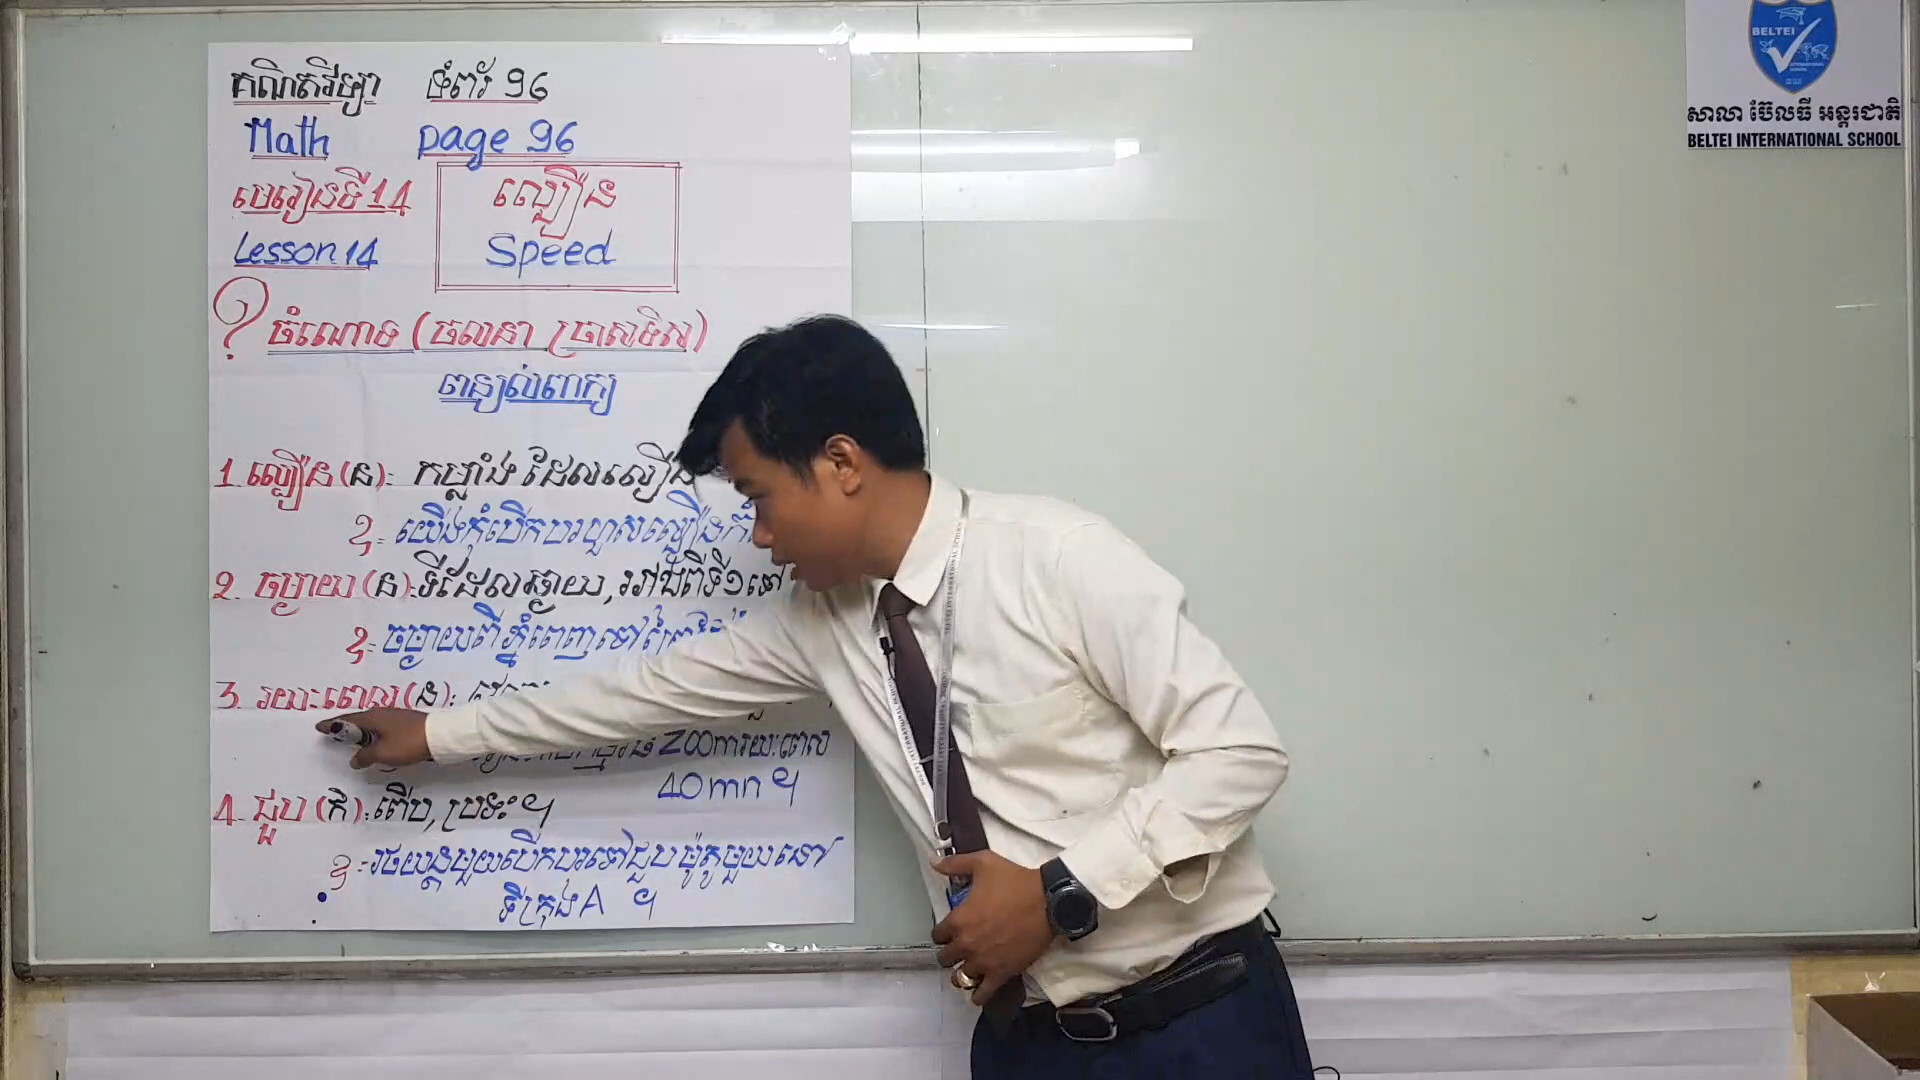 គណិតវិទ្យា ទំព័រ 96
Math page 96
មេរៀនទី 14
Lesson 14
ល្បឿន
Speed
? ចំណោទ (ចលនា ច្រាសទិស)
ពន្យល់ពាក្យ
1. ល្បឿន (ន): កម្លាំង ដែលលឿន
ឧ: យើងកុំបើកបរហួសល្បឿនកំ
2. ចម្ងាយ (ន): ទីដែលឆ្ងាយ, រវាងពីទី១ទៅ
ឧ: ចម្ងាយពីភ្នំពេញទៅ
3. រយៈពេល (ន):
200m រយៈពេល
40mn ។
4. ជួប (កិ): ពើប, ប្រទះ ។
ឧ: រថយន្តមួយបើកបរទៅជួបម៉ូតូមួយនៅ
ទីក្រុង A ។
BELTEI
សាលា ប៊ែលធី អន្តរជាតិ
BELTEI INTERNATIONAL SCHOOL